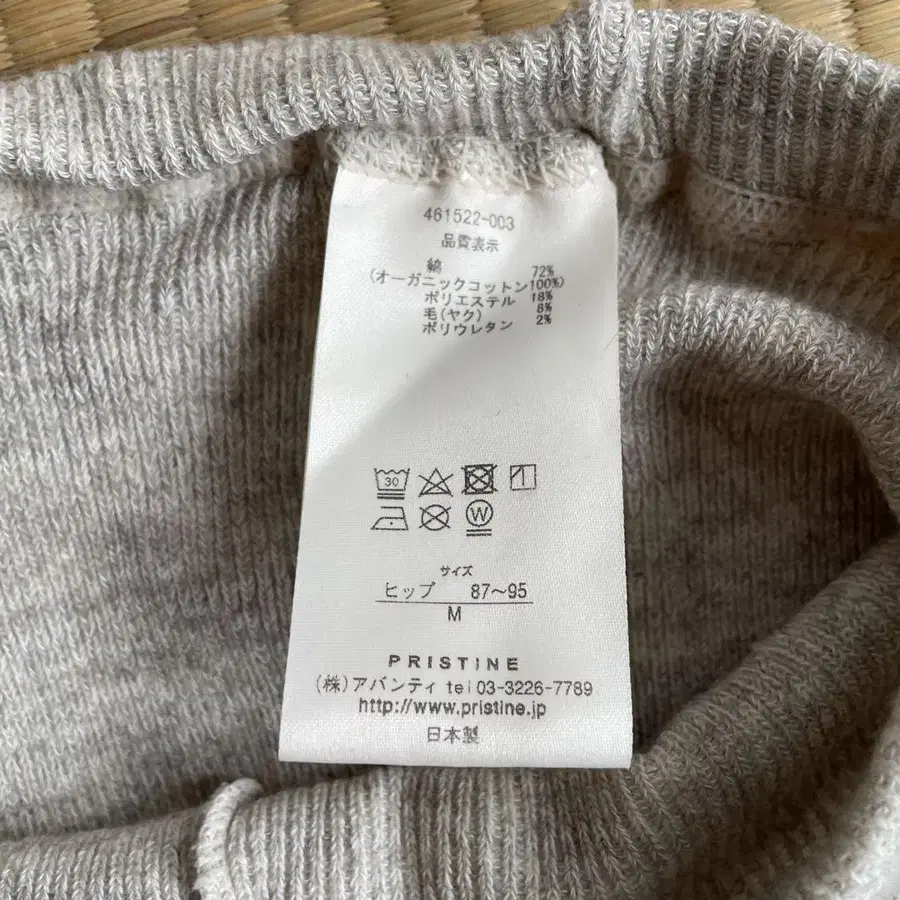 461522-003
品質表示
綿 72%
(オーガニックコットン100%)
ポリエステル 18%
毛(ヤク) 8%
ポリウレタン 2%
30
W
サイズ
ヒップ 87～95
M
PRISTINE
(株)アバンティ tel03-3226-7789
http://www.pristine.jp
日本製